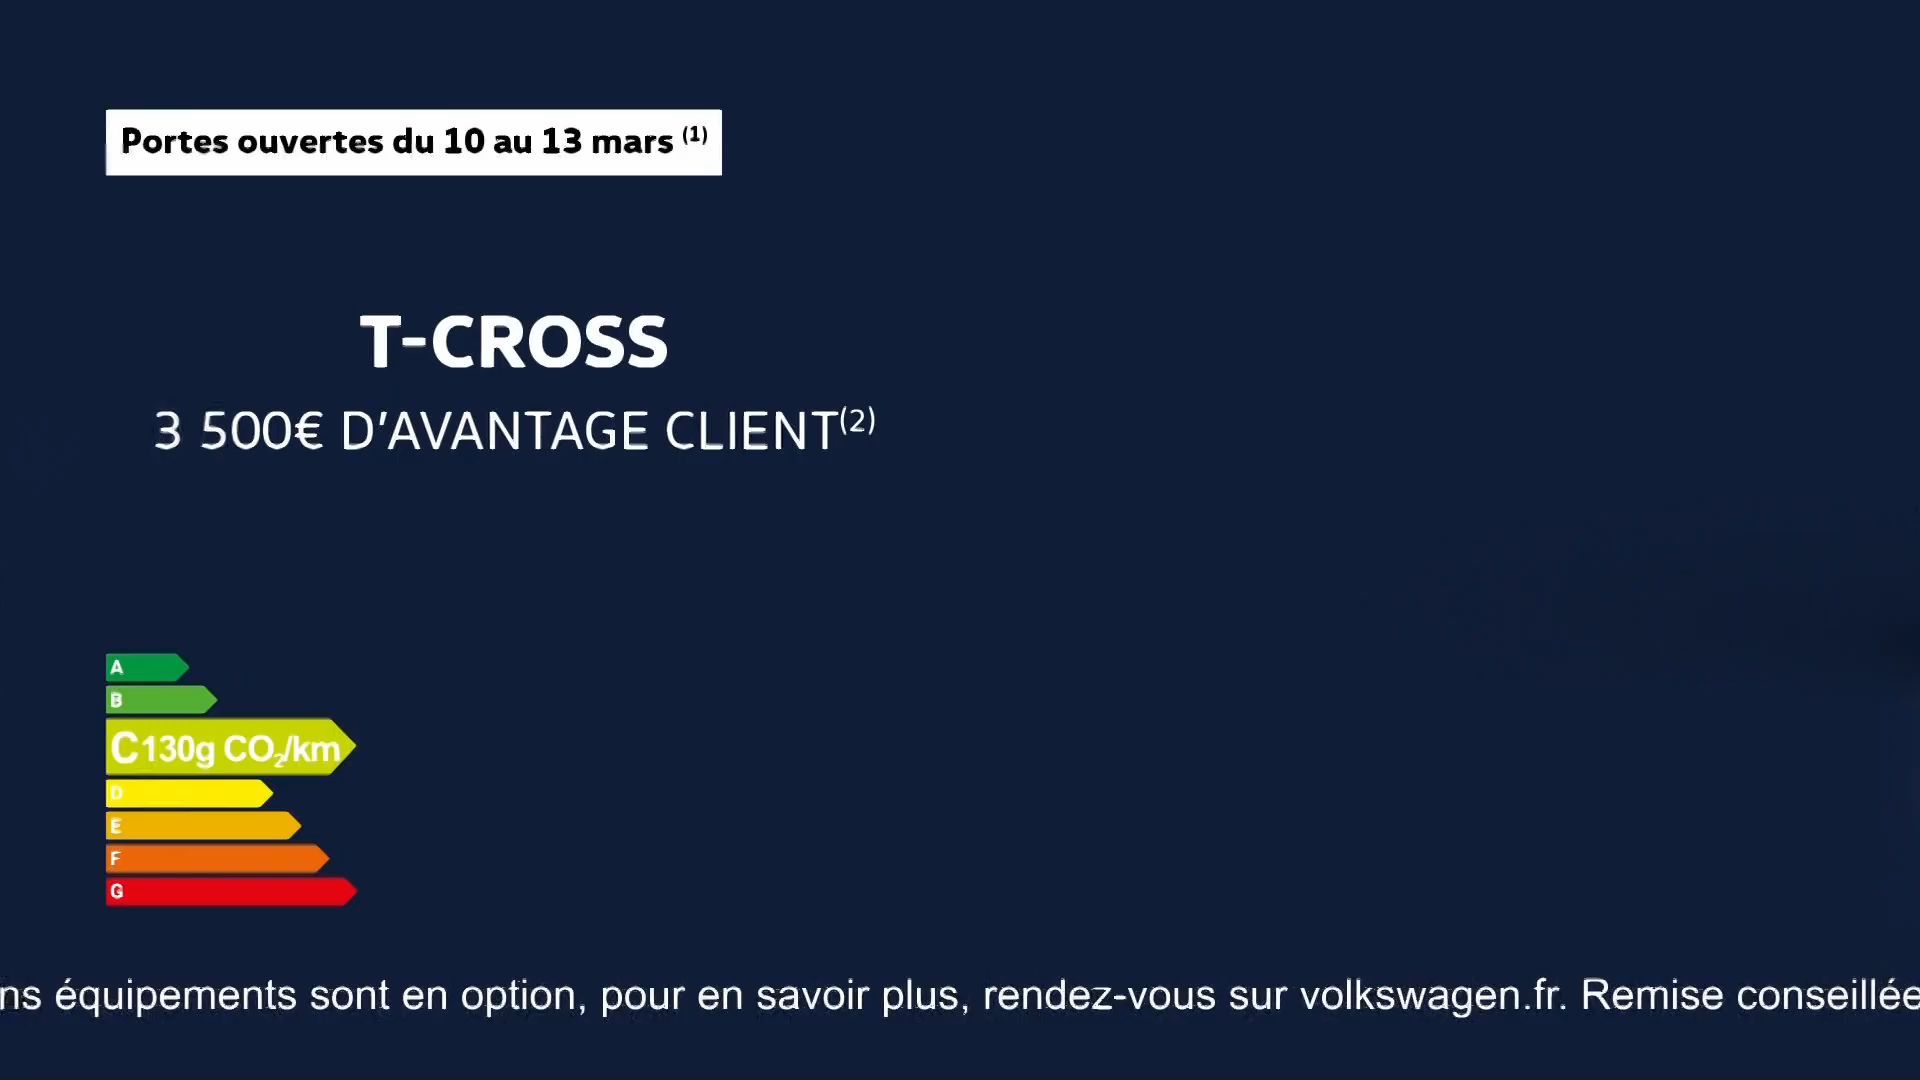 Portes ouvertes du 10 au 13 mars (1)
T-CROSS
3 500€ D'AVANTAGE CLIENT(2)
A
B
C 130g CO2/km
D
E
F
G
ns équipements sont en option, pour en savoir plus, rendez-vous sur volkswagen.fr. Remise conseillée